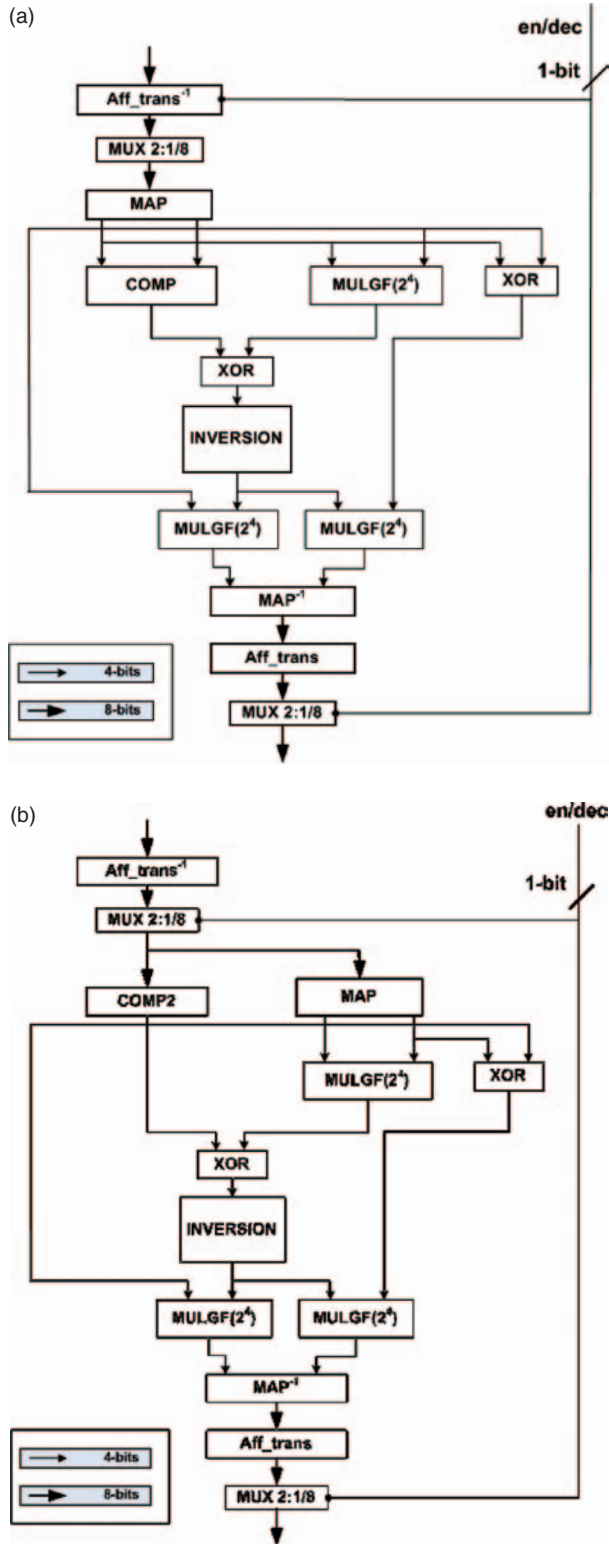 (a)
en/dec
1-bit
Aff_trans⁻¹
MUX 2:1/8
MAP
COMP
MULGF(2⁴)
XOR
XOR
INVERSION
MULGF(2⁴)
MULGF(2⁴)
MAP⁻¹
Aff_trans
4-bits
8-bits
MUX 2:1/8
(b)
en/dec
Aff_trans⁻¹
1-bit
MUX 2:1/8
COMP2
MAP
MULGF(2⁴)
XOR
XOR
INVERSION
MULGF(2⁴)
MULGF(2⁴)
MAP⁻¹
Aff_trans
4-bits
8-bits
MUX 2:1/8